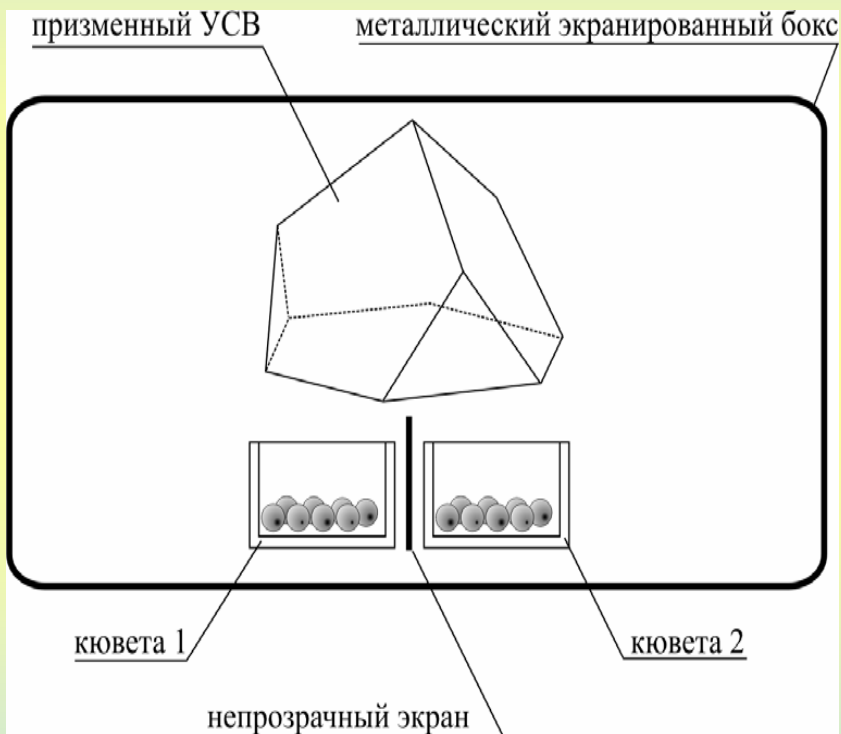 призменный УСВ
металлический экранированный бокс
кювета 1
кювета 2
непрозрачный экран